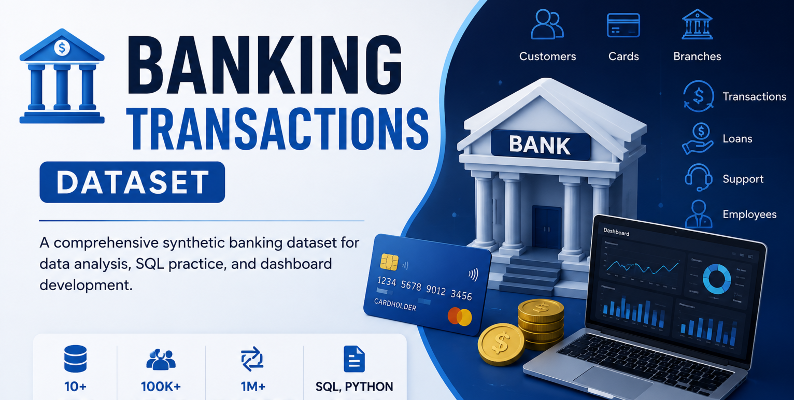 BANKING
TRANSACTIONS
DATASET
A comprehensive synthetic banking dataset for
data analysis, SQL practice, and dashboard
development.
10+
100K+
1M+
SQL, PYTHON
Customers
Cards
Branches
Transactions
Loans
Support
Employees
BANK
1234 5678 9012 3456
CARDHOLDER
Dashboard